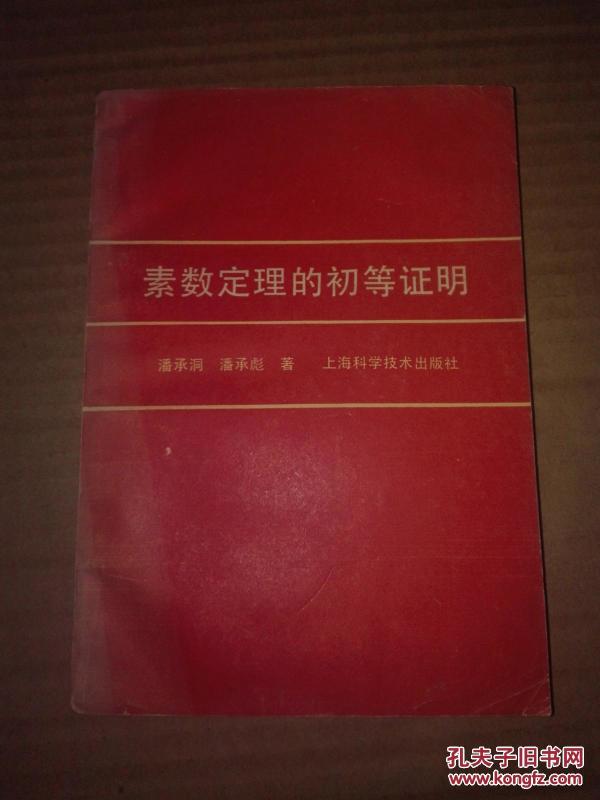 素数定理的初等证明
潘承洞 潘承彪 著 上海科学技术出版社
孔夫子旧书网
www.kongfz.com